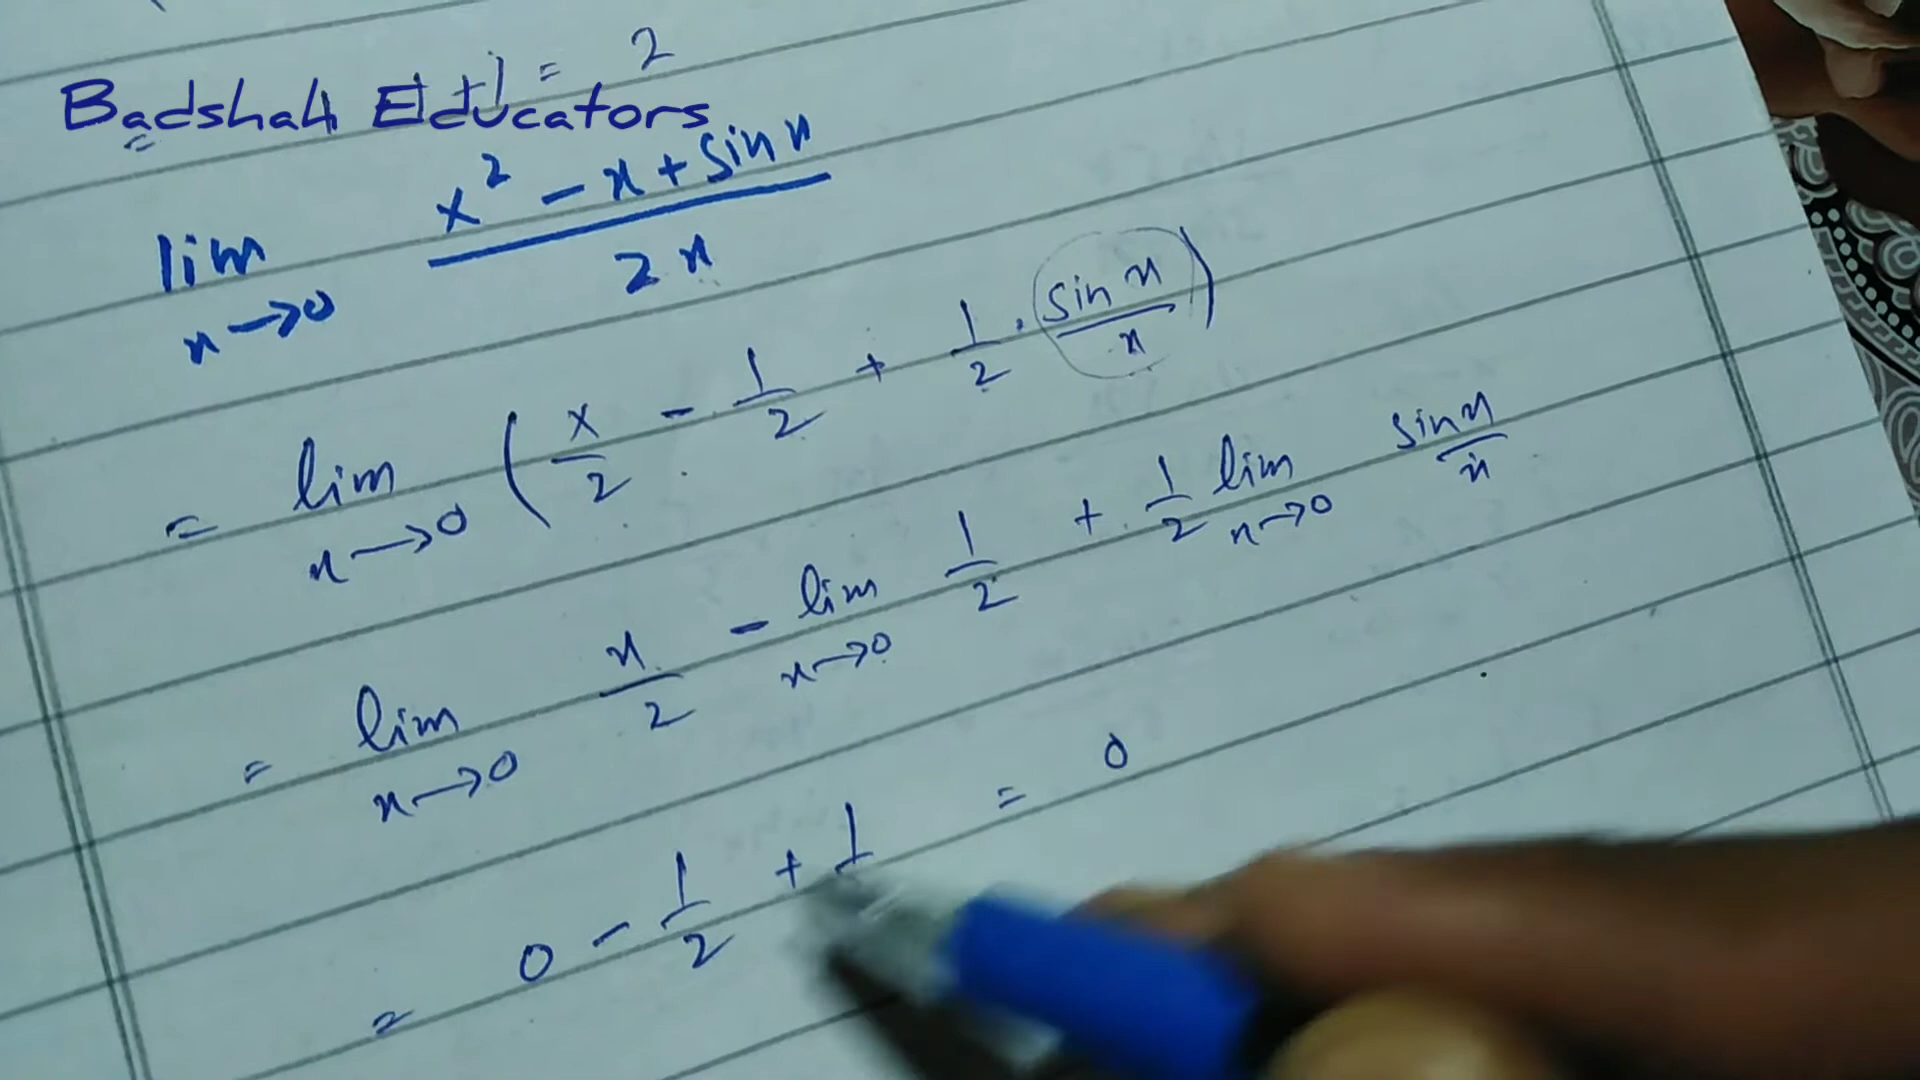 = 2
Badshah Educators
lim x→0 (x² - x + sin x)/(2x)
= lim x→0 (x/2 - 1/2 + 1/2 · sin x/x)
= lim x→0 x/2 - lim x→0 1/2 + 1/2 lim x→0 sin x/x
= 0 - 1/2 + 1 = 0